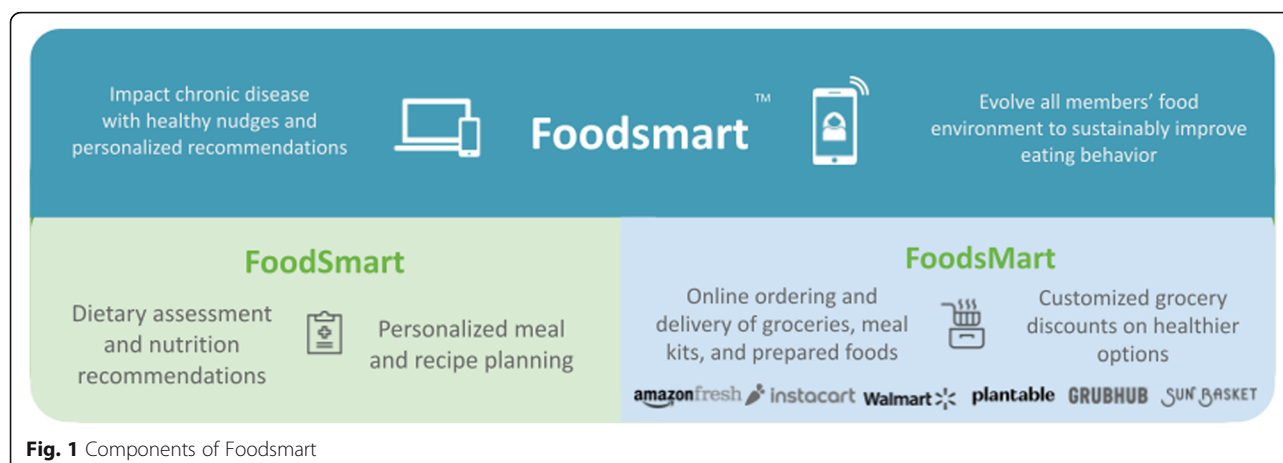 Impact chronic disease
with healthy nudges and
personalized recommendations
Foodsmart™
Evolve all members' food
environment to sustainably improve
eating behavior
FoodSmart
Dietary assessment
and nutrition
recommendations
Personalized meal
and recipe planning
FoodsMart
Online ordering and
delivery of groceries, meal
kits, and prepared foods
Customized grocery
discounts on healthier
options
amazonfresh instacart Walmart plantable GRUBHUB SUN BASKET
Fig. 1 Components of Foodsmart